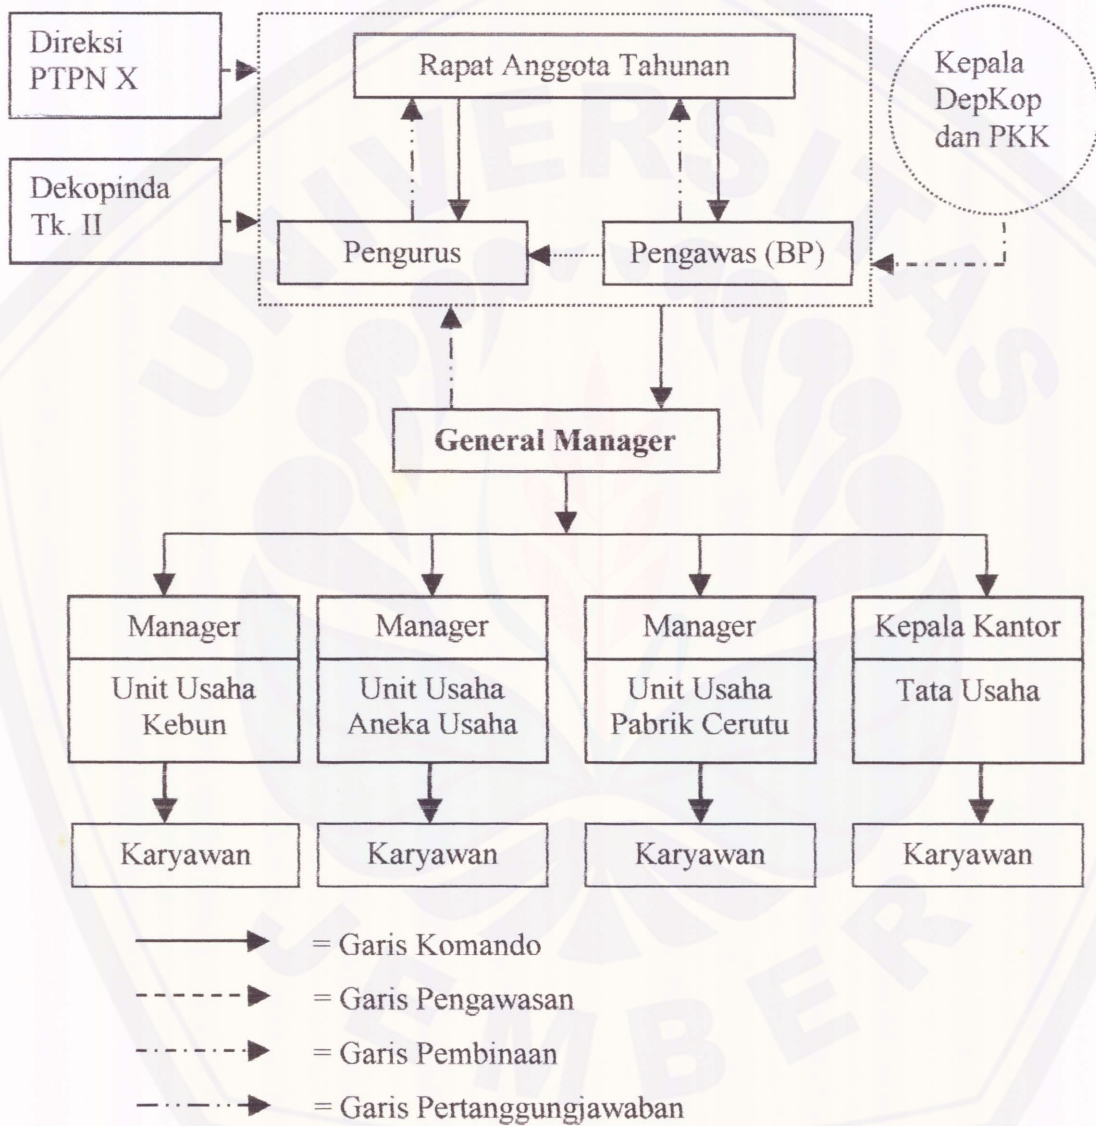 Direksi
PTPN X
Rapat Anggota Tahunan
Kepala
DepKop
dan PKK
Dekopinda
Tk. II
Pengurus
Pengawas (BP)
General Manager
Manager
Unit Usaha
Kebun
Manager
Unit Usaha
Aneka Usaha
Manager
Unit Usaha
Pabrik Cerutu
Kepala Kantor
Tata Usaha
Karyawan
Karyawan
Karyawan
Karyawan
= Garis Komando
= Garis Pengawasan
= Garis Pembinaan
= Garis Pertanggungjawaban
UNIVERSITAS
JEMBER